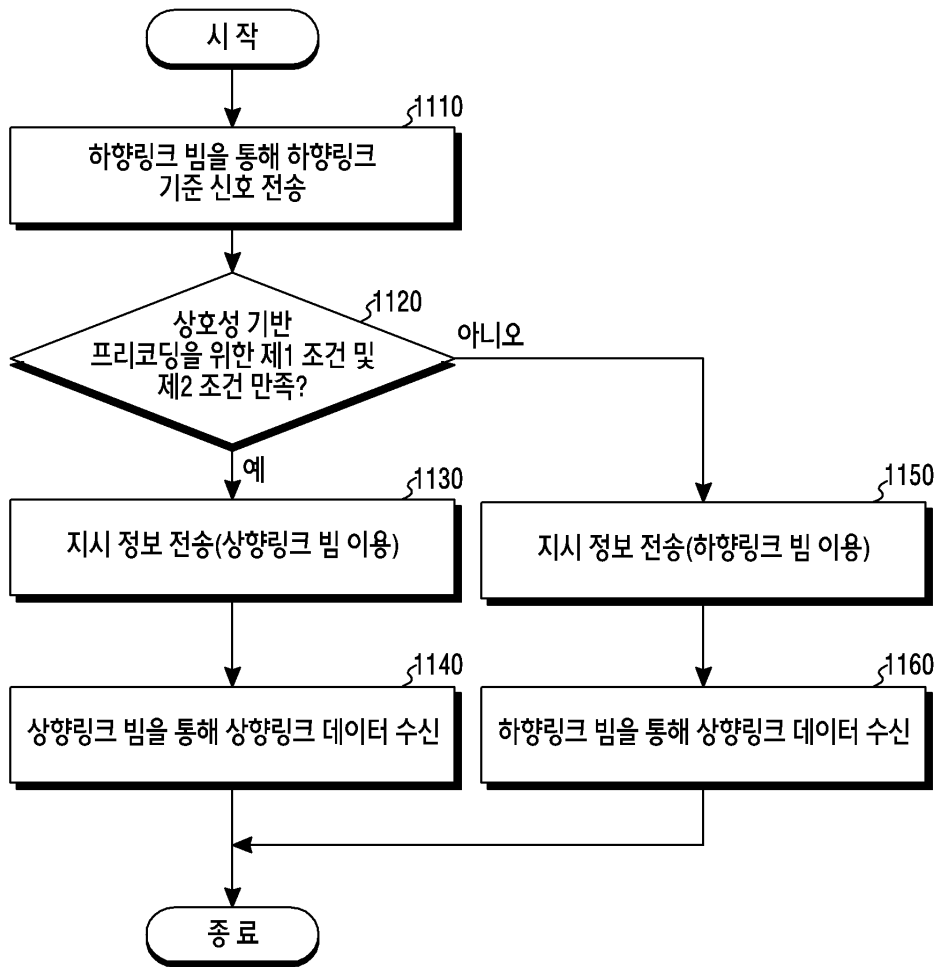 시작
1110
하향링크 빔을 통해 하향링크
기준 신호 전송
1120
상호성 기반
프리코딩을 위한 제1 조건 및
제2 조건 만족?
아니오
예
1130
지시 정보 전송(상향링크 빔 이용)
1150
지시 정보 전송(하향링크 빔 이용)
1140
상향링크 빔을 통해 상향링크 데이터 수신
1160
하향링크 빔을 통해 상향링크 데이터 수신
종료